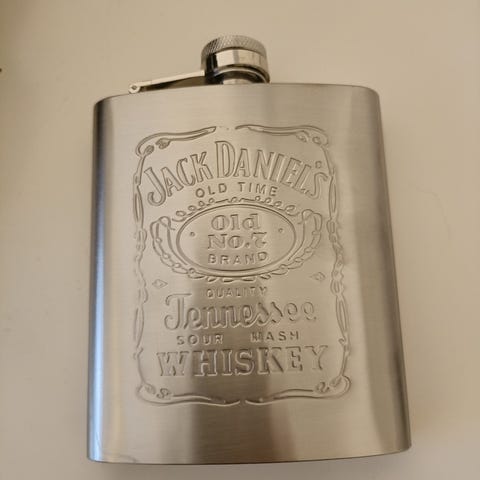 JACK DANIEL'S
OLD TIME
Old
No.7
BRAND
QUALITY
Tennessee
SOUR MASH
WHISKEY